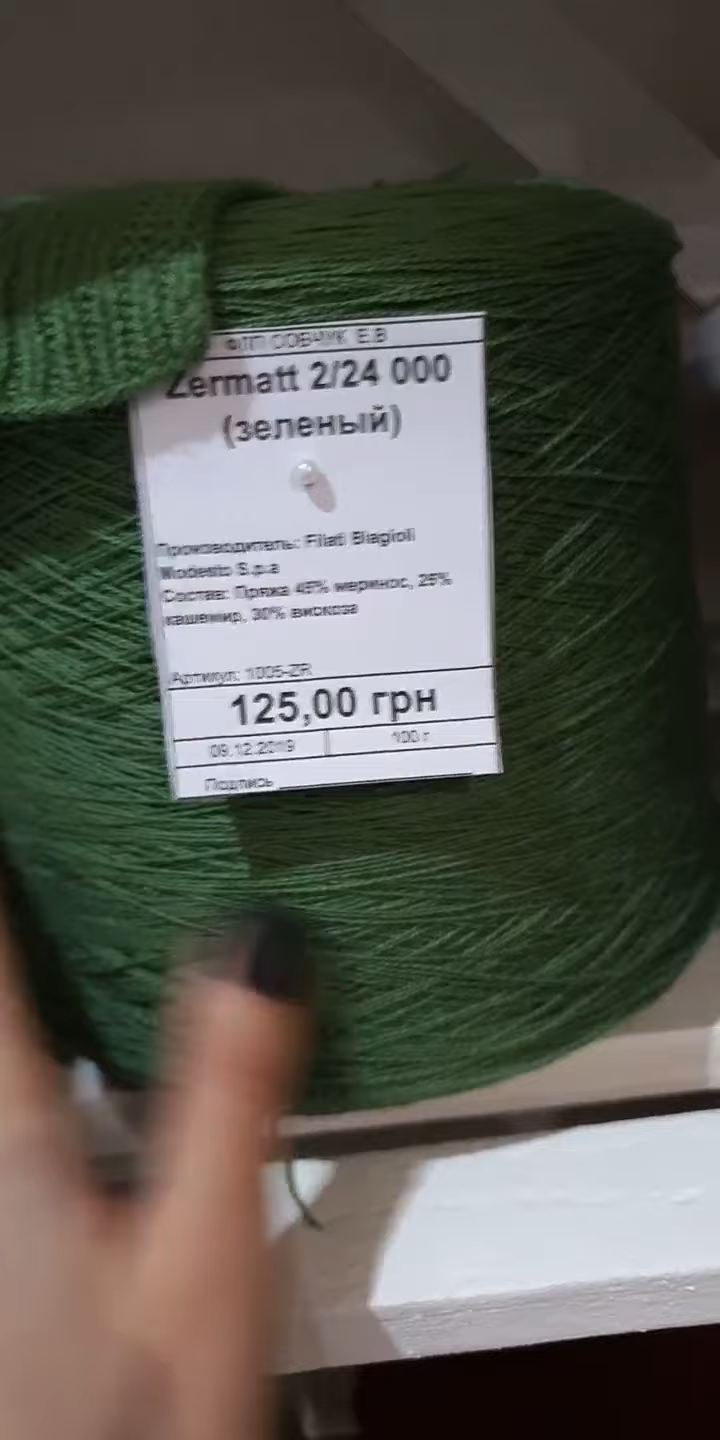 ФЛП СОБЧУК Е.В
Zermatt 2/24 000
(зеленый)
Производитель: Filati Biagioli
Modesto S.p.a
Состав: Пряжа 45% меринос, 25%
кашемир, 30% вискоза
Артикул: 1005-ZR
125,00 грн
09.12.2019 100 г
Подпись